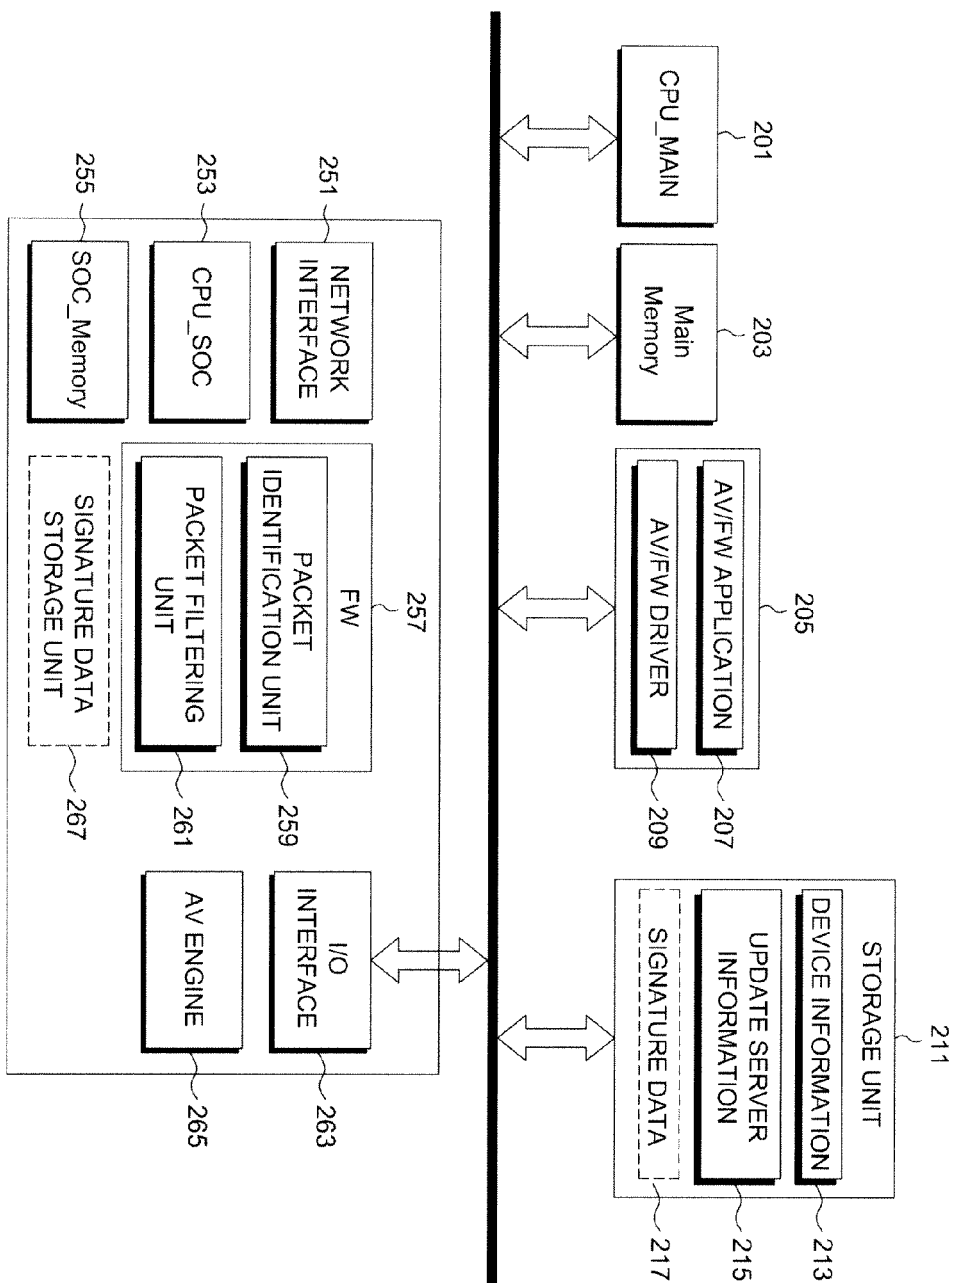 201
CPU_MAIN
203
Main
Memory
205
AV/FW APPLICATION
207
AV/FW DRIVER
209
211
STORAGE UNIT
DEVICE INFORMATION
213
UPDATE SERVER
INFORMATION
215
SIGNATURE DATA
217
251
NETWORK
INTERFACE
253
CPU_SOC
255
SOC_Memory
257
FW
PACKET
IDENTIFICATION UNIT
259
PACKET FILTERING
UNIT
261
SIGNATURE DATA
STORAGE UNIT
267
I/O
INTERFACE
263
AV ENGINE
265